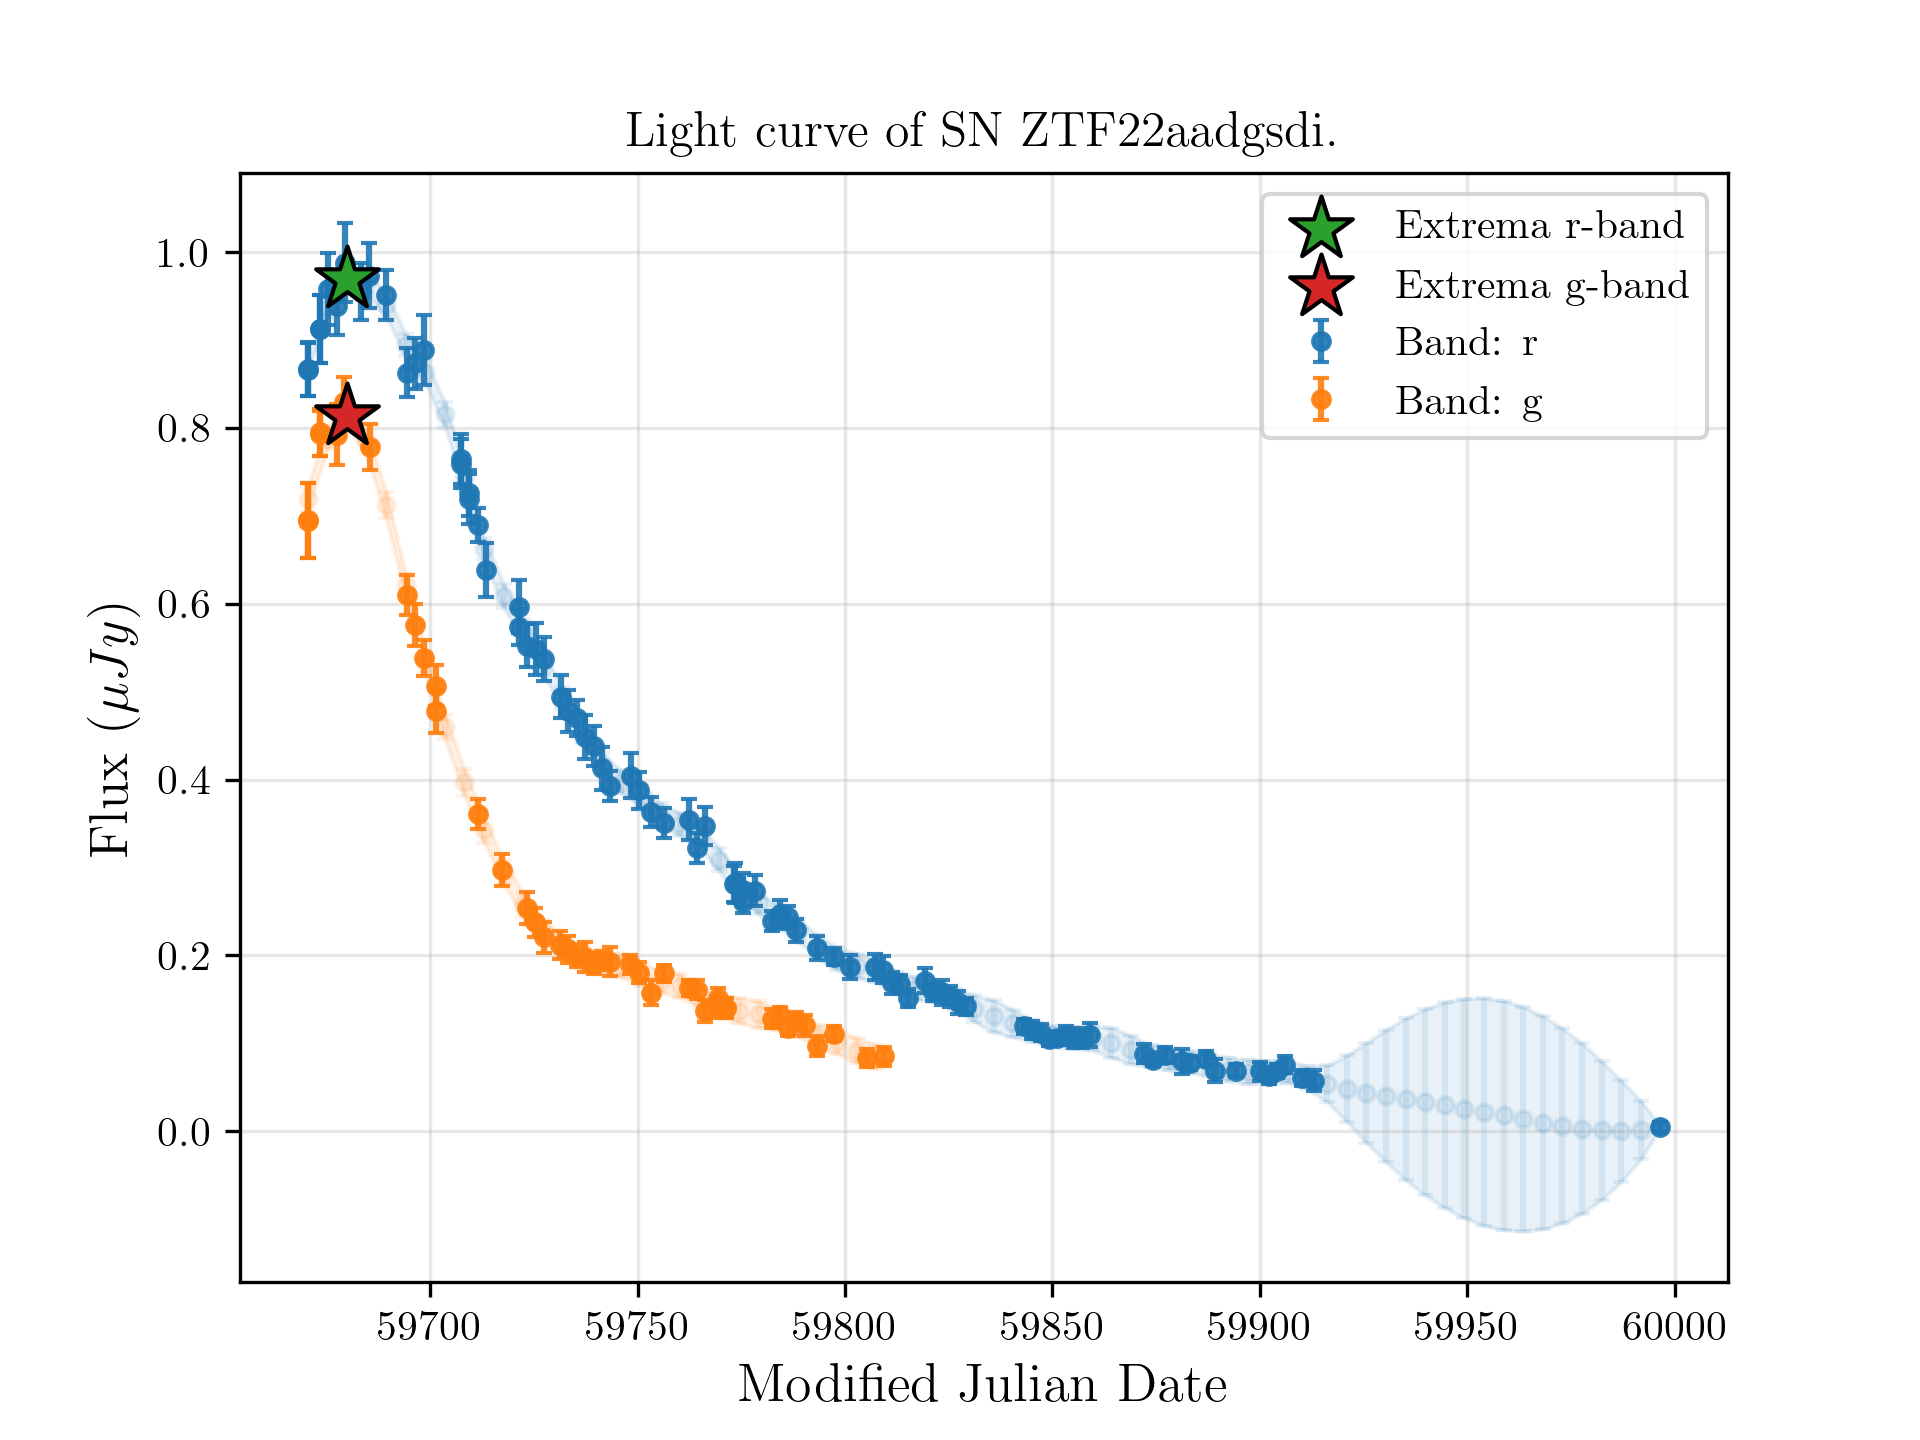 Light curve of SN ZTF22aadgsdi.
Extrema r-band
Extrema g-band
Band: r
Band: g
Flux (μJy)
1.0
0.8
0.6
0.4
0.2
0.0
59700 59750 59800 59850 59900 59950 60000
Modified Julian Date